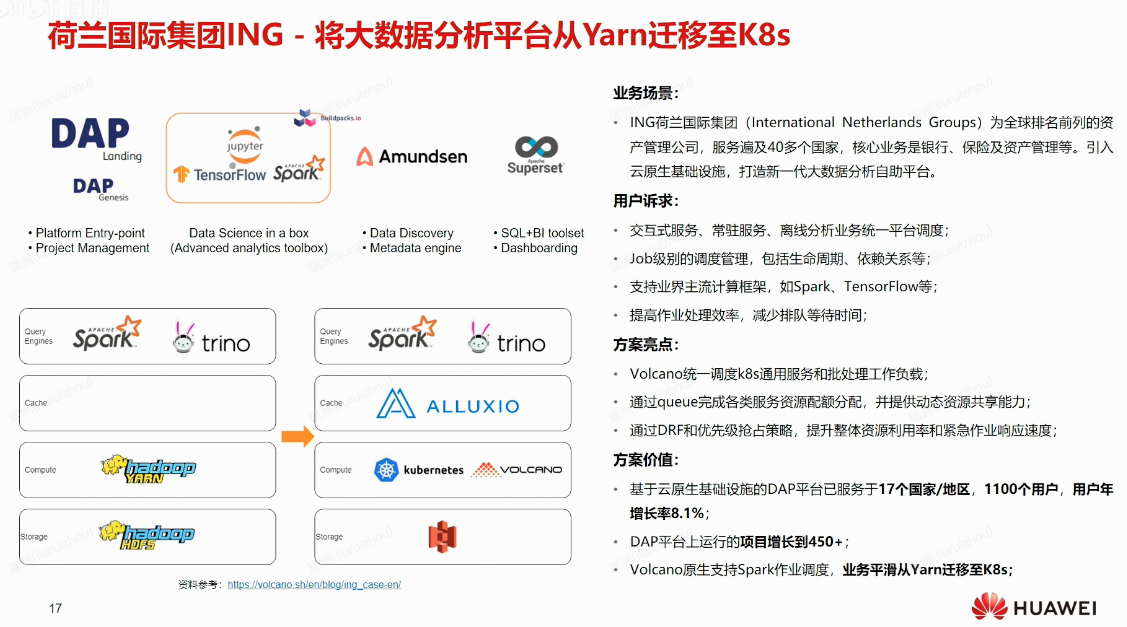 荷兰国际集团ING - 将大数据分析平台从Yarn迁移至K8s
DAP
Landing
DAP
Genesis
Buildpacks.io
jupyter
TensorFlow
APACHE
Spark
Amundsen
Apache
Superset
• Platform Entry-point
• Project Management
Data Science in a box
(Advanced analytics toolbox)
• Data Discovery
• Metadata engine
• SQL+BI toolset
• Dashboarding
Query
Engines
APACHE
Spark
trino
Cache
Compute
hadoop
YARN
Storage
hadoop
HDFS
Query
Engines
APACHE
Spark
trino
Cache
ALLUXIO
Compute
kubernetes
VOLCANO
Storage
资料参考：https://volcano.sh/en/blog/ing_case-en/
业务场景：
• ING荷兰国际集团（International Netherlands Groups）为全球排名前列的资
产管理公司，服务遍及40多个国家，核心业务是银行、保险及资产管理等。引入
云原生基础设施，打造新一代大数据分析自助平台。
用户诉求：
• 交互式服务、常驻服务、离线分析业务统一平台调度；
• Job级别的调度管理，包括生命周期、依赖关系等；
• 支持业界主流计算框架，如Spark、TensorFlow等；
• 提高作业处理效率，减少排队等待时间；
方案亮点：
• Volcano统一调度k8s通用服务和批处理工作负载；
• 通过queue完成各类服务资源配额分配，并提供动态资源共享能力；
• 通过DRF和优先级抢占策略，提升整体资源利用率和紧急作业响应速度；
方案价值：
• 基于云原生基础设施的DAP平台已服务于17个国家/地区，1100个用户，用户年
增长率8.1%；
• DAP平台上运行的项目增长到450+；
• Volcano原生支持Spark作业调度，业务平滑从Yarn迁移至K8s；
17
HUAWEI